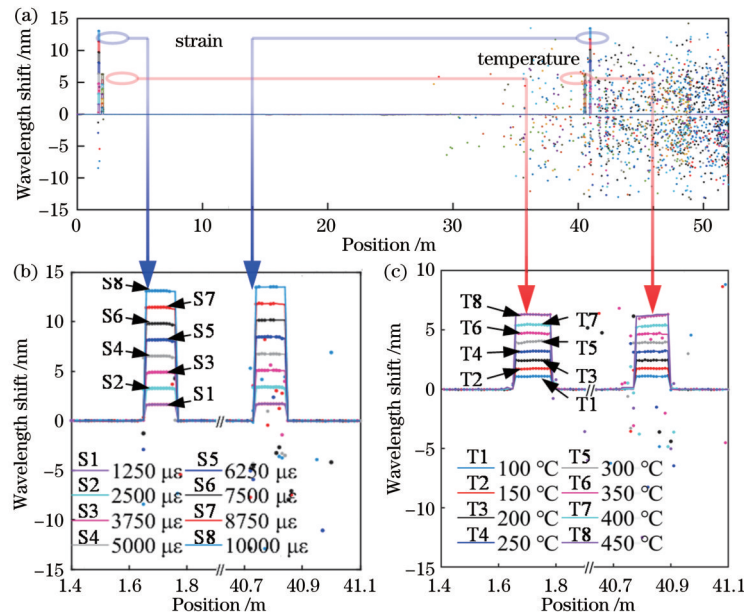 (a)
15
10
5
0
−5
−10
−15
Wavelength shift /nm
strain
temperature
0
10
20
30
40
50
Position /m
(b)
15
10
5
0
−5
−10
−15
Wavelength shift /nm
S8
S7
S6
S5
S4
S3
S2
S1
S1 1250 με
S5 6250 με
S2 2500 με
S6 7500 με
S3 3750 με
S7 8750 με
S4 5000 με
S8 10000 με
1.4
1.6
1.8
40.7
40.9
41.1
Position /m
(c)
10
5
0
−5
−10
−15
Wavelength shift /nm
T8
T7
T6
T5
T4
T3
T2
T1
T1 100 °C
T5 300 °C
T2 150 °C
T6 350 °C
T3 200 °C
T7 400 °C
T4 250 °C
T8 450 °C
1.4
1.6
1.8
40.7
40.9
41.1
Position /m